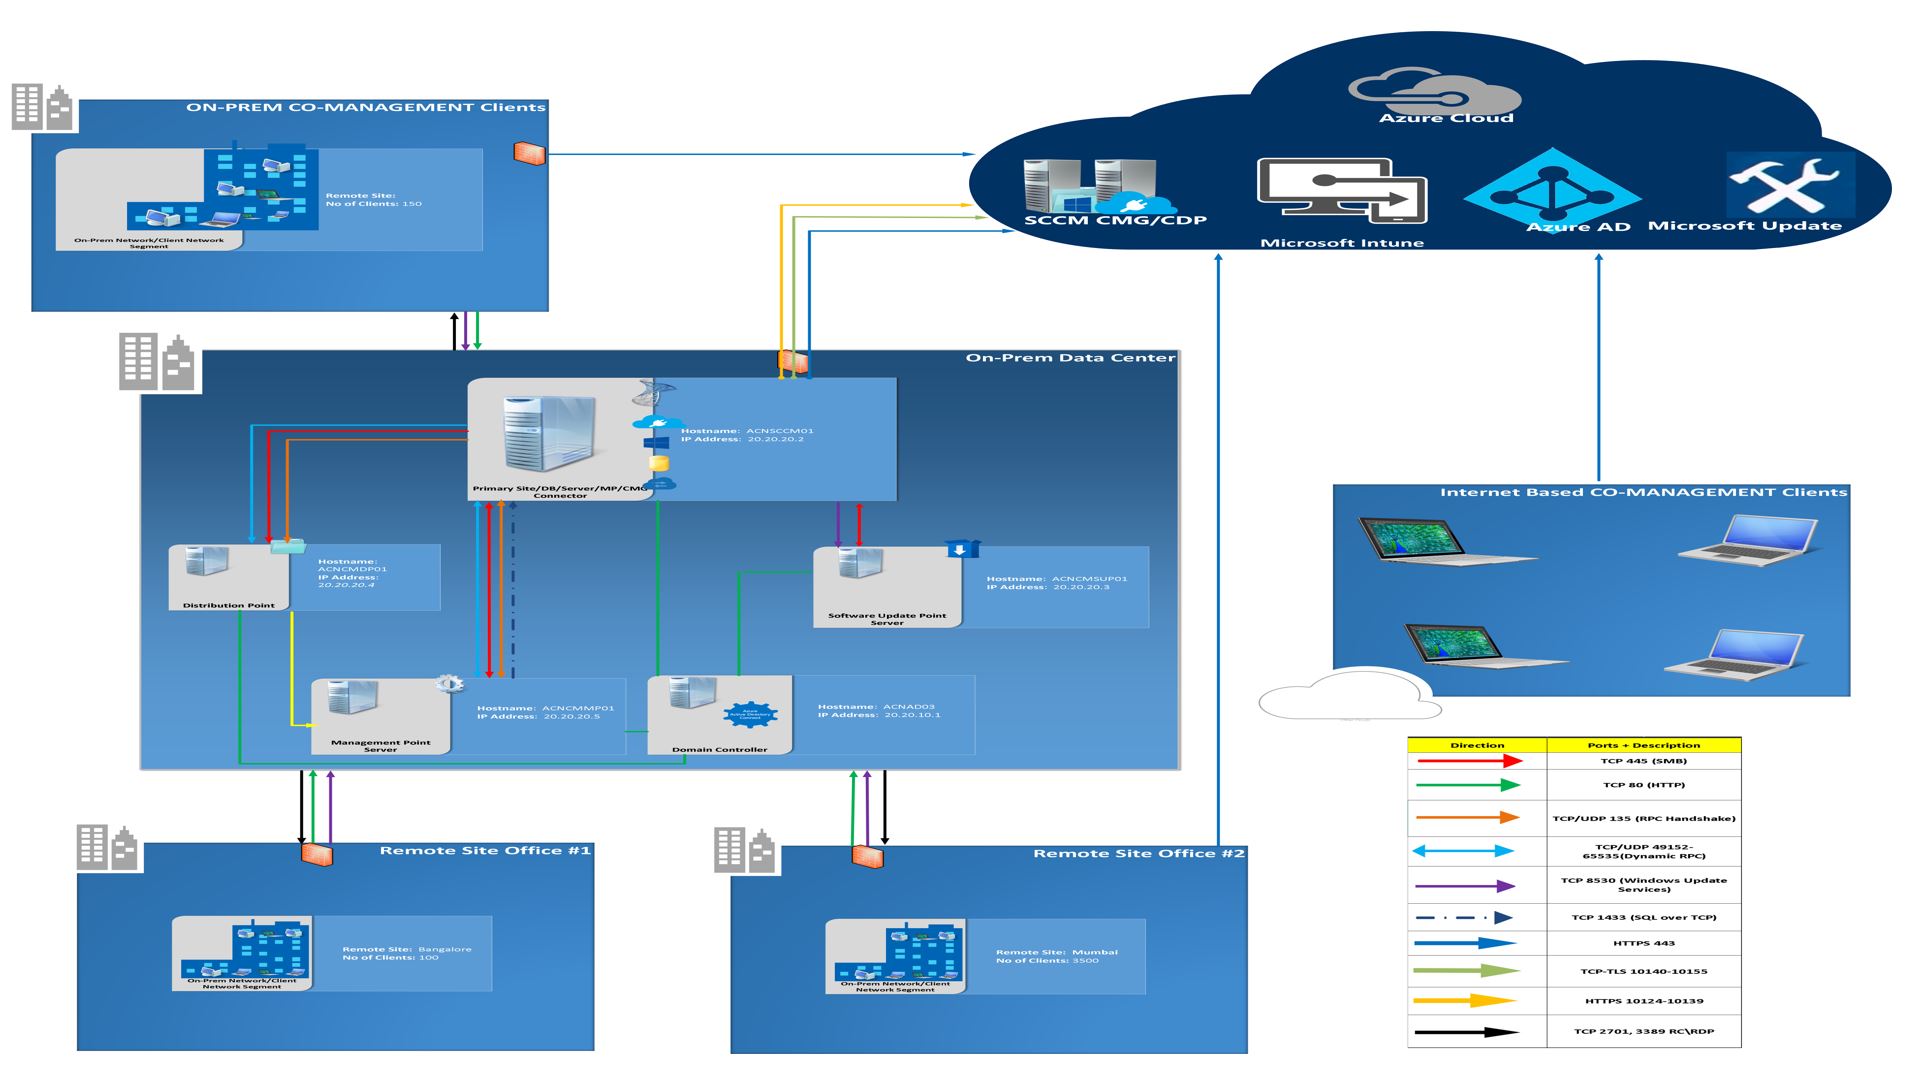 Azure Cloud
SCCM CMG/CDP
Microsoft Intune
Azure AD
Microsoft Update
ON-PREM CO-MANAGEMENT Clients
Remote Site:
No of Clients: 150
On-Prem Network/Client Network
Segment
On-Prem Data Center
Hostname: ACNSCCM01
IP Address: 20.20.20.2
Primary Site/DB/Server/MP/CMG
Connector
Hostname:
ACNCMDP01
IP Address:
20.20.20.4
Distribution Point
Hostname: ACNCMSUP01
IP Address: 20.20.20.3
Software Update Point
Server
Hostname: ACNCMMP01
IP Address: 20.20.20.5
Management Point
Server
Azure
Active Directory
Connect
Hostname: ACNAD03
IP Address: 20.20.10.1
Domain Controller
Internet Based CO-MANAGEMENT Clients
Remote Site Office #1
Remote Site: Bangalore
No of Clients: 100
On-Prem Network/Client
Network Segment
Remote Site Office #2
Remote Site: Mumbai
No of Clients: 3500
On-Prem Network/Client
Network Segment
Direction Ports + Description
TCP 445 (SMB)
TCP 80 (HTTP)
TCP/UDP 135 (RPC Handshake)
TCP/UDP 49152-
65535(Dynamic RPC)
TCP 8530 (Windows Update
Services)
TCP 1433 (SQL over TCP)
HTTPS 443
TCP-TLS 10140-10155
HTTPS 10124-10139
TCP 2701, 3389 RC\RDP